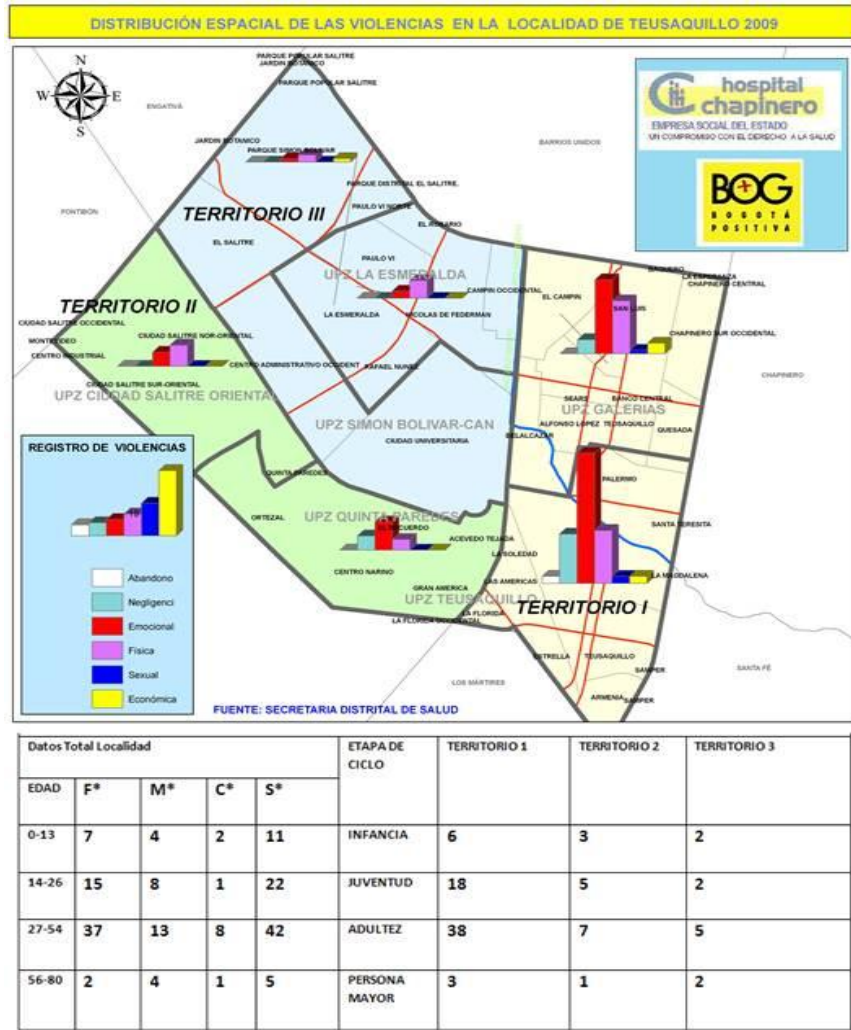 DISTRIBUCIÓN ESPACIAL DE LAS VIOLENCIAS EN LA LOCALIDAD DE TEUSAQUILLO 2009
PARQUE POPULAR SALITRE
JARDIN BOTANICO
N
W
E
S
PARQUE POPULAR SALITRE
ENGATIVÁ
hospital
chapinero
EMPRESA SOCIAL DEL ESTADO
UN COMPROMISO CON EL DERECHO A LA SALUD
BARRIOS UNIDOS
JARDIN BOTANICO
PARQUE SIMON BOLIVAR
BOG
BOGOTÁ
POSITIVA
PARQUE DISTRITAL EL SALITRE.
PAULO VI NORTE
TERRITORIO III
FONTIBÓN
EL ROSARIO
EL SALITRE
PAULO VI
UPZ LA ESMERALDA
CAMPIN OCCIDENTAL
LA ESPERANZA
CHAPINERO CENTRAL
EL CAMPIN
SAN LUIS
TERRITORIO II
LA ESMERALDA
NICOLAS DE FEDERMAN
CIUDAD SALITRE OCCIDENTAL
CIUDAD SALITRE NOR-ORIENTAL
CHAPINERO SUR OCCIDENTAL
MONTEVIDEO
CENTRO INDUSTRIAL
CENTRO ADMINISTRATIVO OCCIDENT
RAFAEL NUNEZ
CHAPINERO
CIUDAD SALITRE SUR-ORIENTAL
UPZ CIUDAD SALITRE ORIENTAL
SEARS
BANCO CENTRAL
UPZ GALERIAS
UPZ SIMON BOLIVAR-CAN
ALFONSO LOPEZ
TEUSAQUILLO
QUESADA
CIUDAD UNIVERSITARIA
BELALCAZAR
REGISTRO DE VIOLENCIAS
QUINTA PAREDES
PALERMO
ORTEZAL
UPZ QUINTA PAREDES
SANTA TERESITA
ACEVEDO TEJADA
LA SOLEDAD
CENTRO NARINO
LA MAGDALENA
GRAN AMERICA
LAS AMERICAS
UPZ TEUSAQUILLO
TERRITORIO I
LA FLORIDA
LA FLORIDA OCCIDENTAL
Abandono
Negligenci
Emocional
Física
Sexual
Económica
ESTRELLA
TEUSAQUILLO
SAMPER
SANTA FÉ
LOS MÁRTIRES
ARMENIA
SAMPER
FUENTE: SECRETARIA DISTRITAL DE SALUD
Datos Total Localidad
ETAPA DE CICLO
TERRITORIO 1
TERRITORIO 2
TERRITORIO 3
EDAD F* M* C* S*
0-13 7 4 2 11 INFANCIA 6 3 2
14-26 15 8 1 22 JUVENTUD 18 5 2
27-54 37 13 8 42 ADULTEZ 38 7 5
56-80 2 4 1 5 PERSONA MAYOR 3 1 2